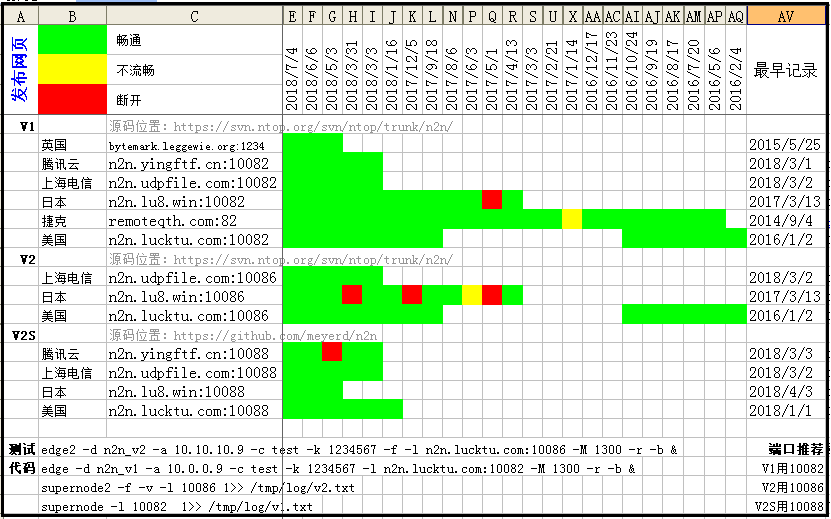 A B C E F G H I J K L N P Q R S U X AA AC AI AJ AK AM AP AQ AV
发布网页
畅通
不流畅
断开
2018/7/4 2018/6/6 2018/5/3 2018/3/31 2018/3/3 2018/1/16 2017/12/5 2017/9/18 2017/8/6 2017/6/3 2017/5/1 2017/4/13 2017/3/3 2017/2/21 2017/1/14 2016/12/17 2016/11/23 2016/10/24 2016/9/19 2016/8/17 2016/7/20 2016/5/6 2016/2/4
最早记录
V1 源码位置：https://svn.ntop.org/svn/ntop/trunk/n2n/
英国 bytemark.leggewie.org:1234 2015/5/25
腾讯云 n2n.yingftf.cn:10082 2018/3/1
上海电信 n2n.udpfile.com:10082 2018/3/2
日本 n2n.lu8.win:10082 2017/3/13
捷克 remoteqth.com:82 2014/9/4
美国 n2n.lucktu.com:10082 2016/1/2
V2 源码位置：https://svn.ntop.org/svn/ntop/trunk/n2n/
上海电信 n2n.udpfile.com:10086 2018/3/2
日本 n2n.lu8.win:10086 2017/3/13
美国 n2n.lucktu.com:10086 2016/1/2
V2S 源码位置：https://github.com/meyerd/n2n
腾讯云 n2n.yingftf.cn:10088 2018/3/3
上海电信 n2n.udpfile.com:10088 2018/3/2
日本 n2n.lu8.win:10088 2018/4/3
美国 n2n.lucktu.com:10088 2018/1/1
测试 edge2 -d n2n_v2 -a 10.10.10.9 -c test -k 1234567 -f -l n2n.lucktu.com:10086 -M 1300 -r -b & 端口推荐
代码 edge -d n2n_v1 -a 10.0.0.9 -c test -k 1234567 -l n2n.lucktu.com:10082 -M 1300 -r -b & V1用10082
supernode2 -f -v -l 10086 1>> /tmp/log/v2.txt V2用10086
supernode -l 10082 1>> /tmp/log/v1.txt V2S用10088